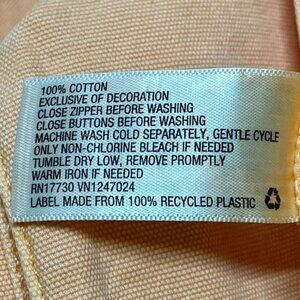 100% COTTON
EXCLUSIVE OF DECORATION
CLOSE ZIPPER BEFORE WASHING
CLOSE BUTTONS BEFORE WASHING
MACHINE WASH COLD SEPARATELY, GENTLE CYCLE
ONLY NON-CHLORINE BLEACH IF NEEDED
TUMBLE DRY LOW, REMOVE PROMPTLY
WARM IRON IF NEEDED
RN17730 VN1247024
LABEL MADE FROM 100% RECYCLED PLASTIC